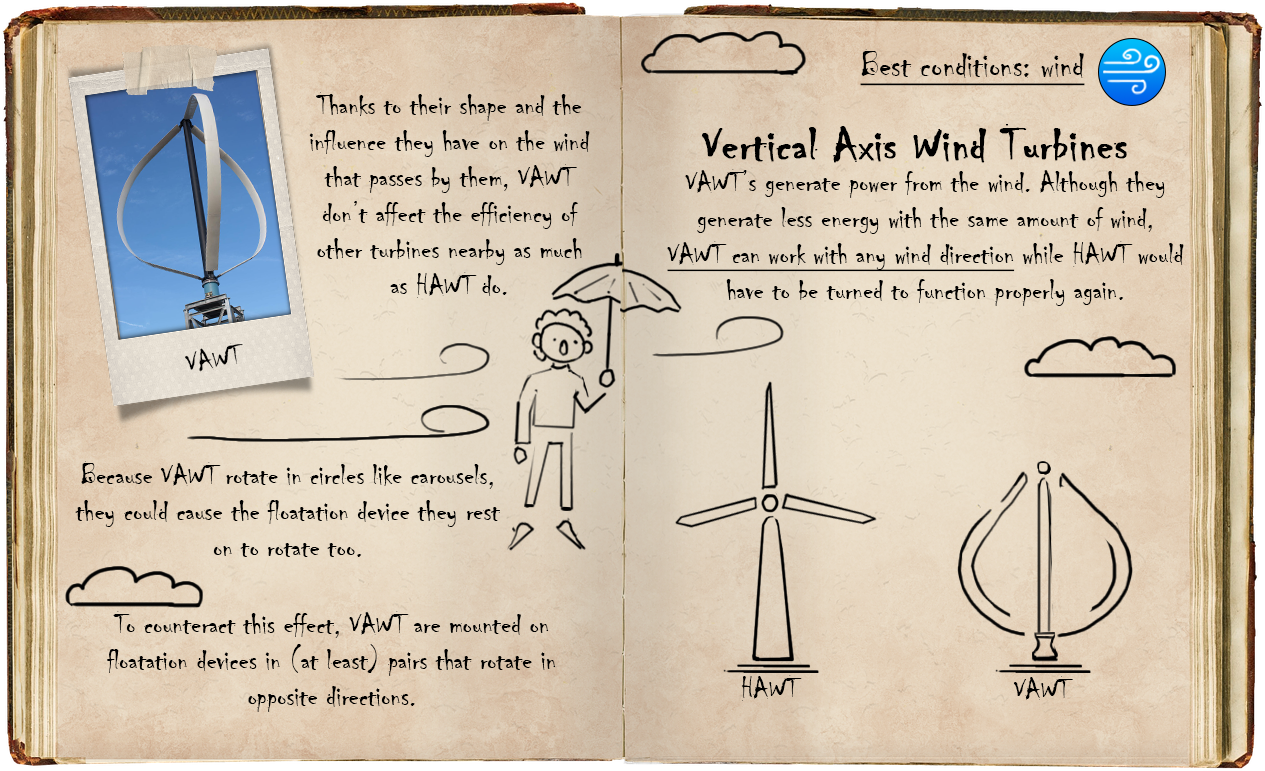 Thanks to their shape and the
influence they have on the wind
that passes by them, VAWT
don't affect the efficiency of
other turbines nearby as much
as HAWT do.
VAWT
Because VAWT rotate in circles like carousels,
they could cause the floatation device they rest
on to rotate too.
To counteract this effect, VAWT are mounted on
floatation devices in (at least) pairs that rotate in
opposite directions.
Best conditions: wind
Vertical Axis Wind Turbines
VAWT's generate power from the wind. Although they
generate less energy with the same amount of wind,
VAWT can work with any wind direction while HAWT would
have to be turned to function properly again.
HAWT
VAWT